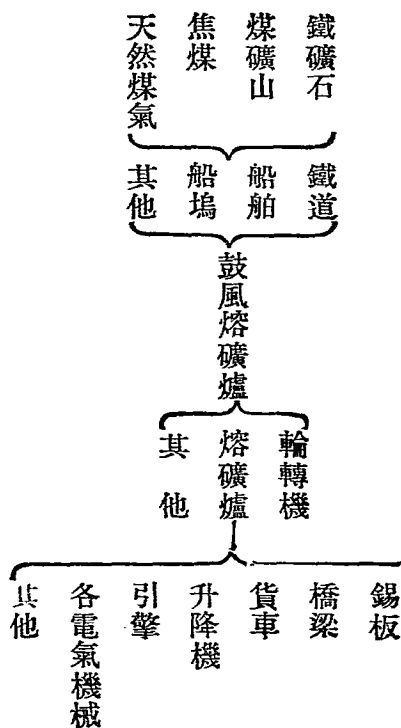 鐵礦石
煤礦山
焦煤
天然煤氣
鐵道
船舶
船塢
其他
鼓風熔礦爐
輪轉機
熔礦爐
其他
錫板
橋梁
貨車
升降機
引擎
各電氣機械
其他